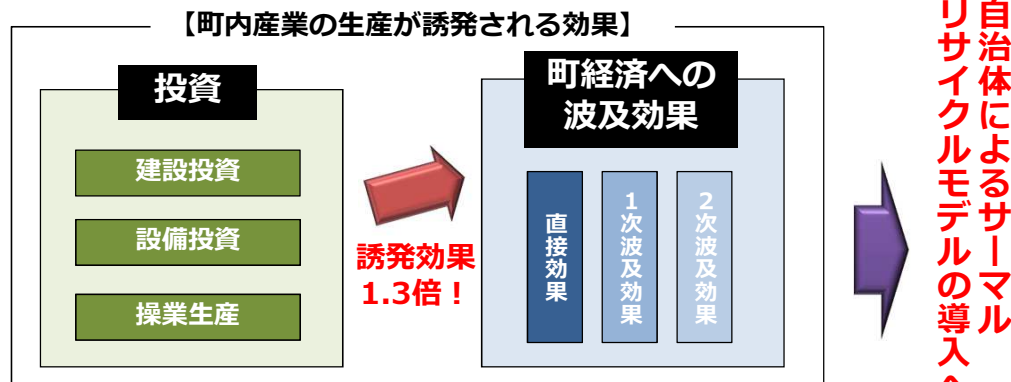 【町内産業の生産が誘発される効果】
投資
建設投資
設備投資
操業生産
誘発効果
1.3倍！
町経済への
波及効果
直接効果
１次波及効果
２次波及効果
自治体によるサーマル
リサイクルモデルの導入へ